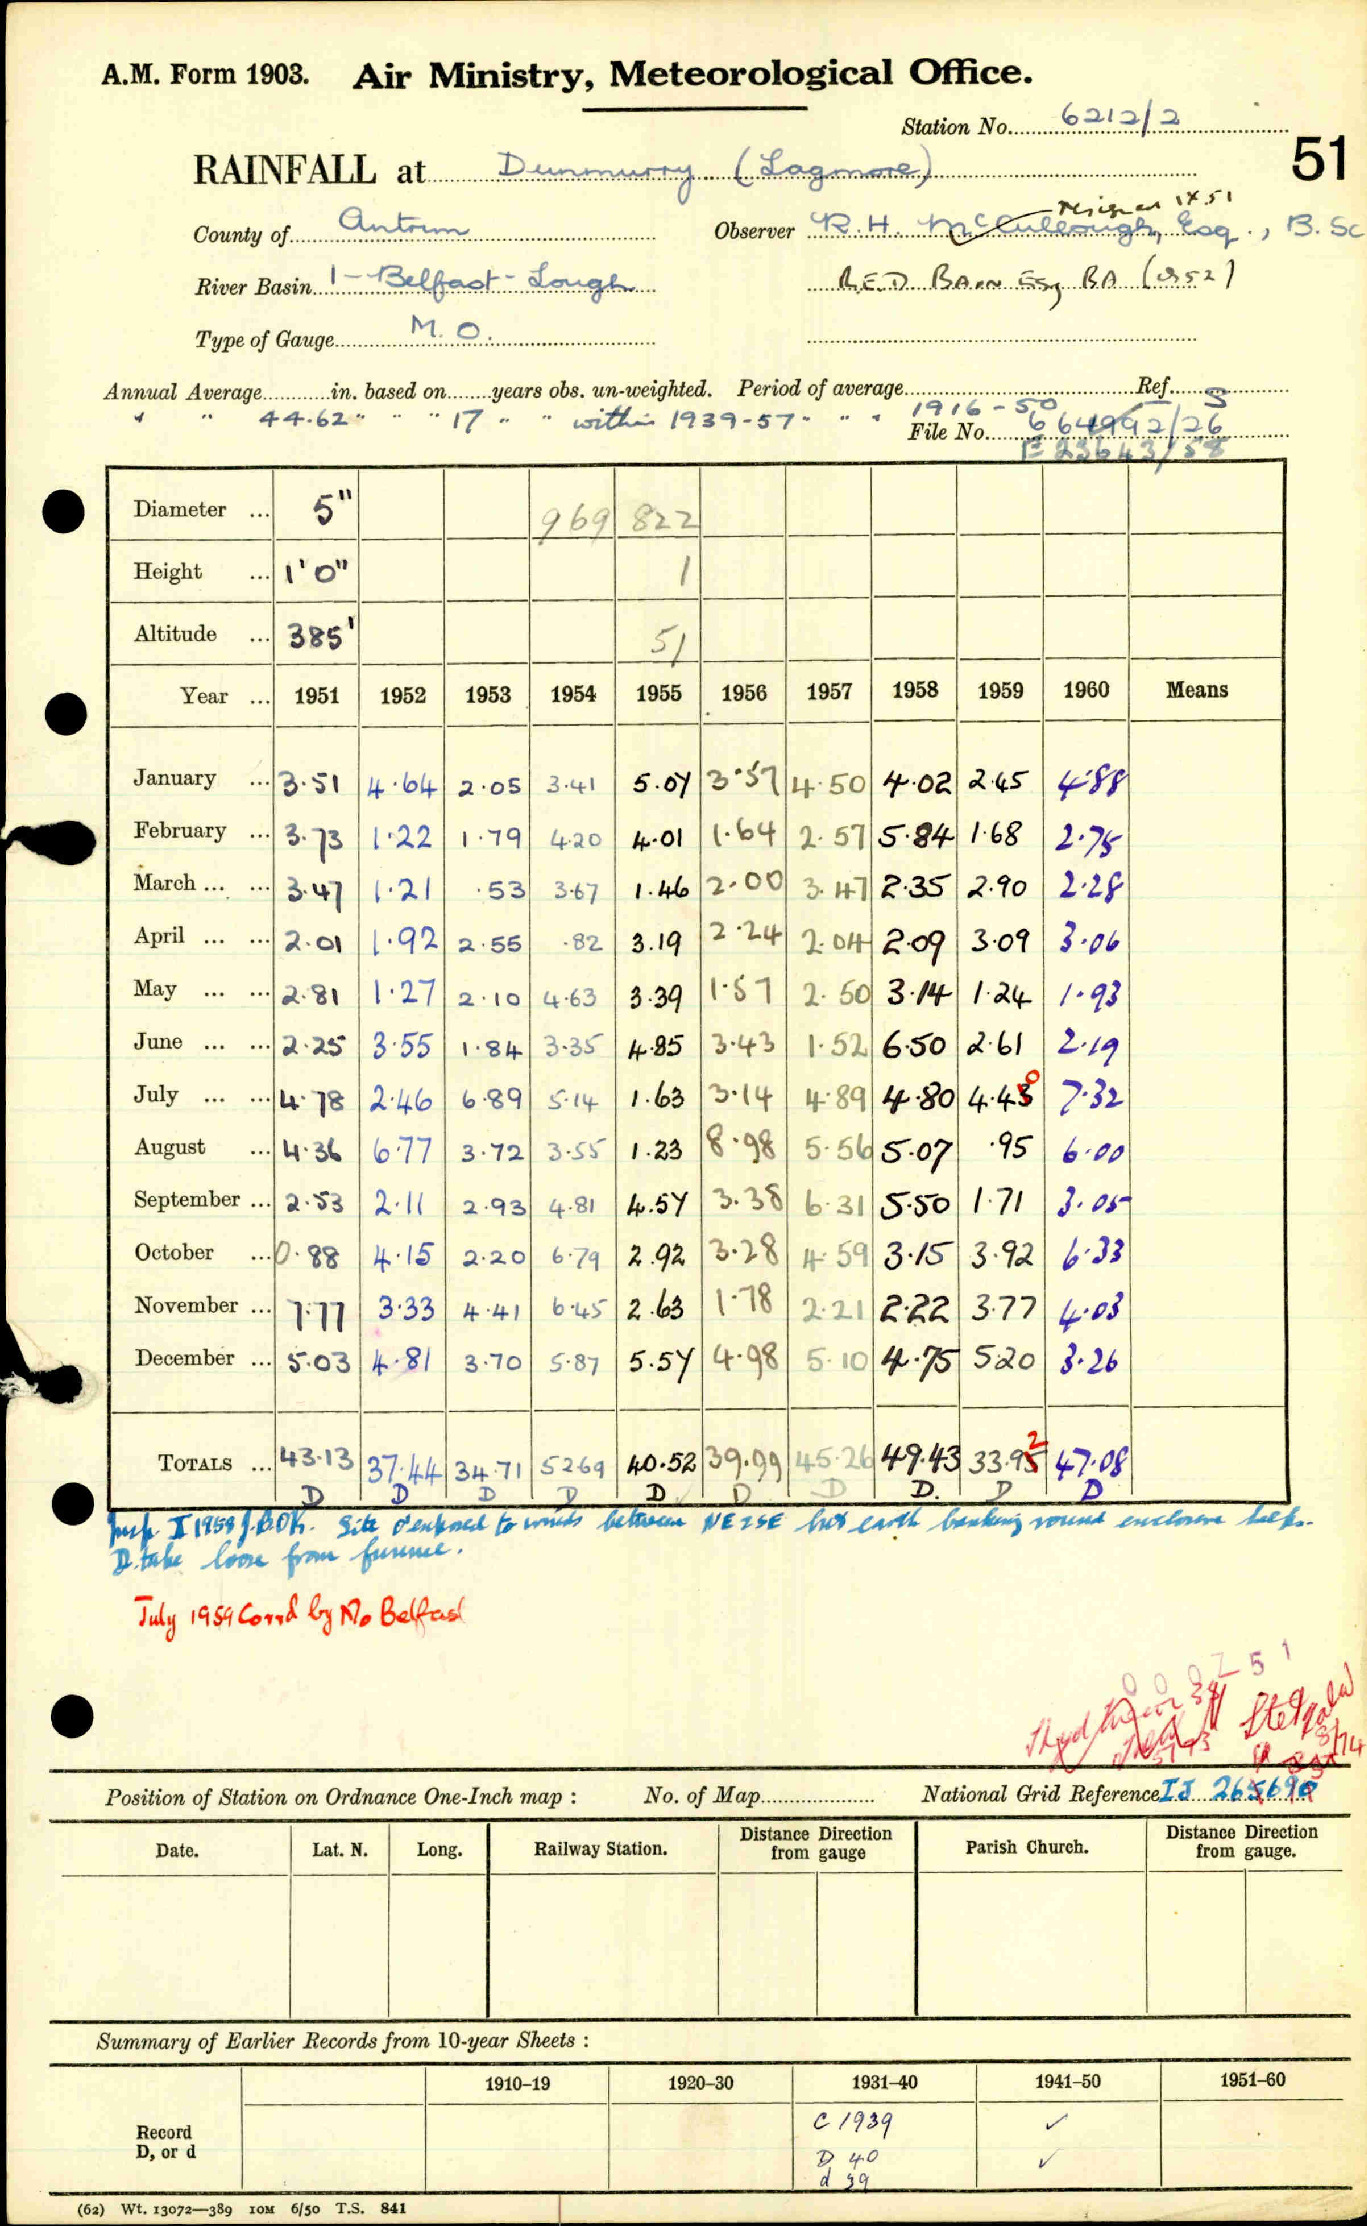 A.M. Form 1903. Air Ministry, Meteorological Office.
Station No. 6212/2
51
RAINFALL at Dunmurry (Lagmore)
resigned IX 51
County of Antrim Observer R.H. McCullough, Esq., B.Sc
River Basin 1 - Belfast - Lough R.E.D. Bain Esq BA (1952)
Type of Gauge M.O.
Annual Average in. based on years obs. un-weighted. Period of average Ref. S
" " 44.62" " " 17 " " within 1939-57 " " " 1916-50
File No. 664992/26
E 23643/58
Diameter ... 5" 969 822
Height ... 1'0" 1
Altitude ... 385' 51
Year ... 1951 1952 1953 1954 1955 1956 1957 1958 1959 1960 Means
January ... 3.51 4.64 2.05 3.41 5.07 3.57 4.50 4.02 2.45 4.88
February ... 3.73 1.22 1.79 4.20 4.01 1.64 2.57 5.84 1.68 2.75
March ... ... 3.47 1.21 .53 3.67 1.46 2.00 3.47 2.35 2.90 2.28
April ... ... 2.01 1.92 2.55 .82 3.19 2.24 2.04 2.09 3.09 3.06
May ... ... 2.81 1.27 2.10 4.63 3.39 1.57 2.50 3.14 1.24 1.93
June ... ... 2.25 3.55 1.84 3.35 4.85 3.43 1.52 6.50 2.61 2.19
July ... ... 4.78 2.46 6.89 5.14 1.63 3.14 4.89 4.80 4.43 0 7.32
August ... 4.36 6.77 3.72 3.55 1.23 8.98 5.56 5.07 .95 6.00
September ... 2.53 2.11 2.93 4.81 4.57 3.38 6.31 5.50 1.71 3.05
October ... 0.88 4.15 2.20 6.79 2.92 3.28 4.59 3.15 3.92 6.33
November ... 7.77 3.33 4.41 6.45 2.63 1.78 2.21 2.22 3.77 4.03
December ... 5.03 4.81 3.70 5.87 5.57 4.98 5.10 4.75 5.20 3.26
TOTALS ... 43.13 37.44 34.71 52.69 40.52 39.99 45.26 49.43 33.95 2 47.08
D D D D D D D D. D D
Insp I 1958 Site to winds between NE & SE but earth banking round enclosure helps.
loose from
July 1959 Corrd by Mo Belfast
0 0 0 2 5 1
8/74
Position of Station on Ordnance One-Inch map : No. of Map National Grid Reference IJ 265690
Date. Lat. N. Long. Railway Station. Distance Direction from gauge Parish Church. Distance Direction from gauge.
Summary of Earlier Records from 10-year Sheets :
1910–19 1920–30 1931–40 1941–50 1951–60
Record D, or d
C 1939 ✓
D 40 ✓
d 39
(62) Wt. 13072—389 10M 6/50 T.S. 841